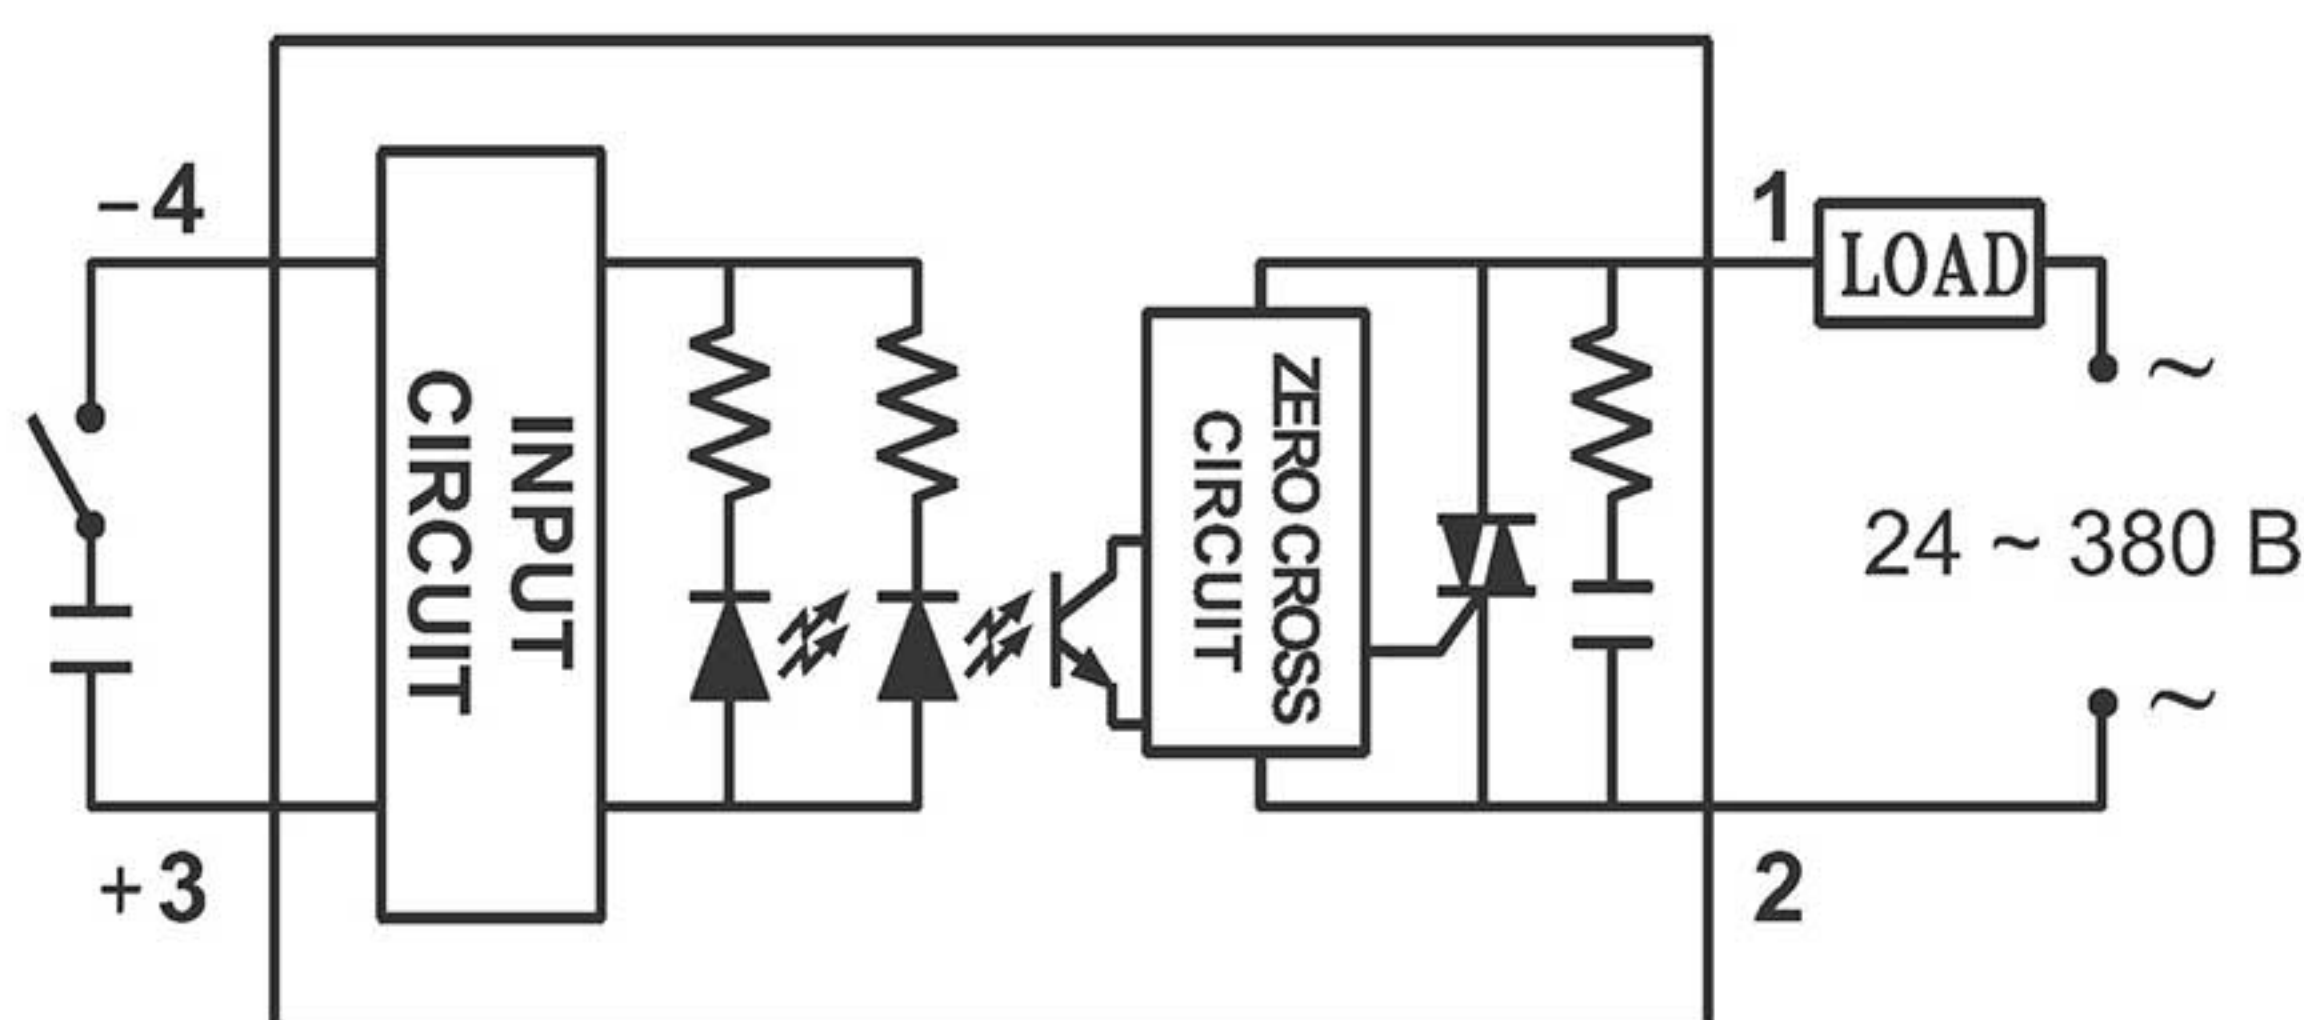 −4
1
LOAD
~
INPUT
CIRCUIT
ZERO CROSS
CIRCUIT
24 ~ 380 В
~
+3
2